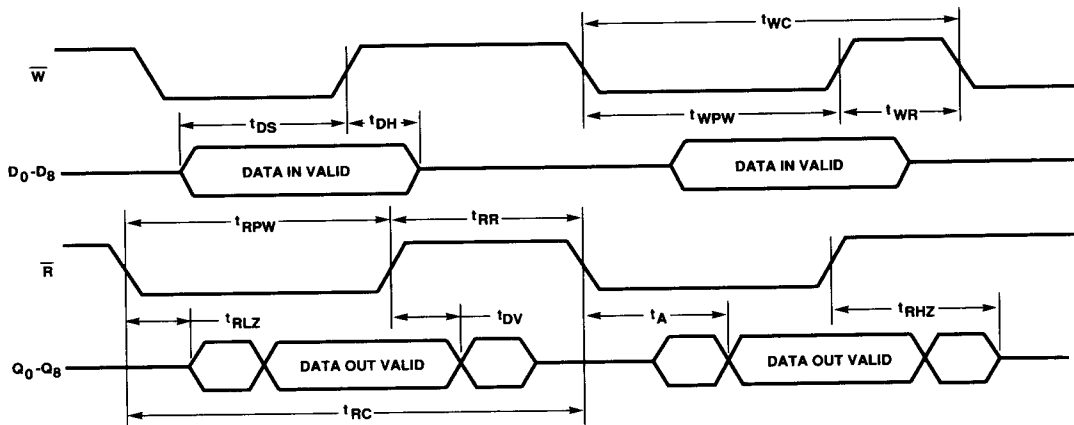 tWC
W
tWPW
tWR
tDS
tDH
D0-D8
DATA IN VALID
DATA IN VALID
tRPW
tRR
R
tRLZ
tDV
tA
tRHZ
Q0-Q8
DATA OUT VALID
DATA OUT VALID
tRC